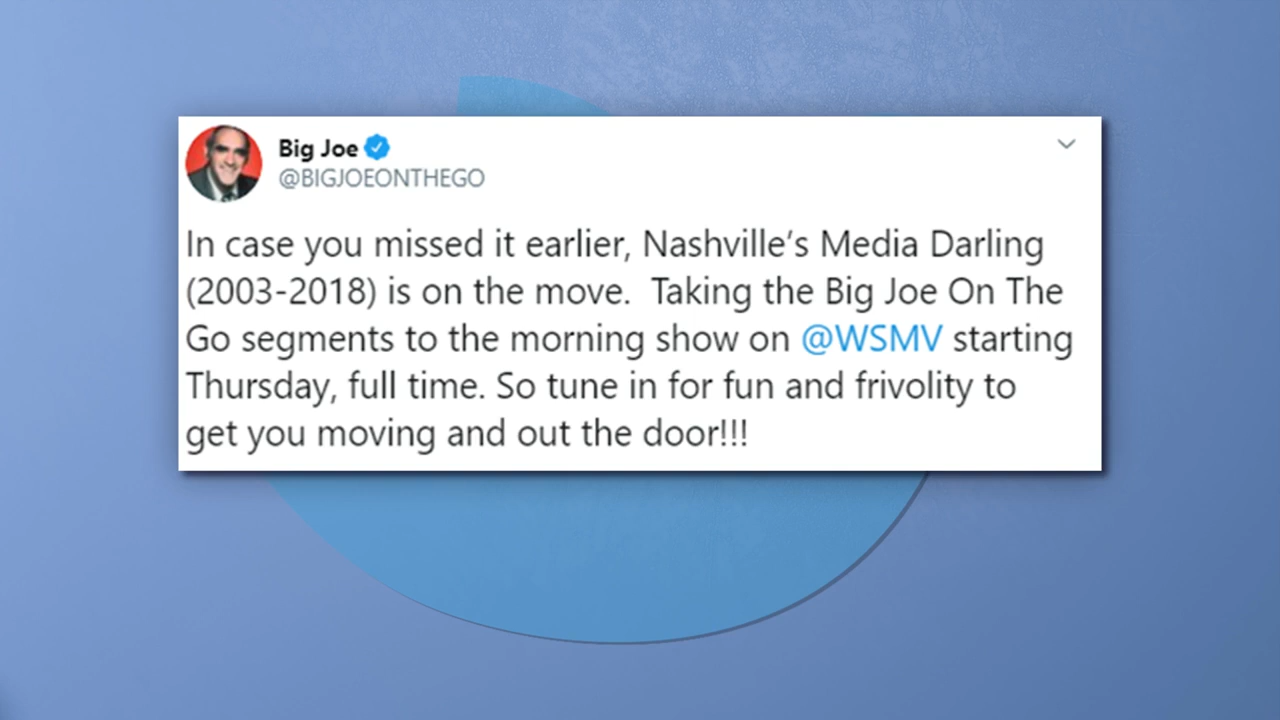 Big Joe
@BIGJOEONTHEGO
In case you missed it earlier, Nashville’s Media Darling
(2003-2018) is on the move.  Taking the Big Joe On The
Go segments to the morning show on @WSMV starting
Thursday, full time. So tune in for fun and frivolity to
get you moving and out the door!!!